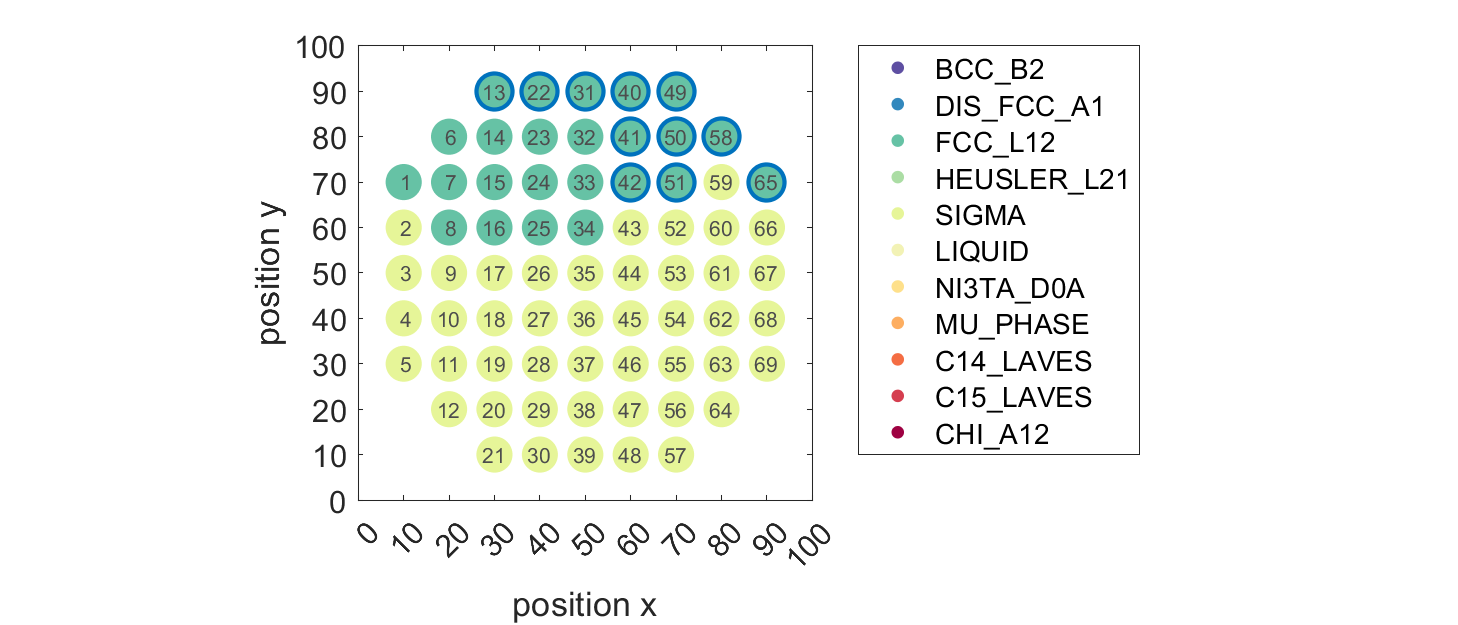 100
90
80
70
60
50
40
30
20
10
0
position y
13 22 31 40 49
6 14 23 32 41 50 58
1 7 15 24 33 42 51 59 65
2 8 16 25 34 43 52 60 66
3 9 17 26 35 44 53 61 67
4 10 18 27 36 45 54 62 68
5 11 19 28 37 46 55 63 69
12 20 29 38 47 56 64
21 30 39 48 57
0 10 20 30 40 50 60 70 80 90 100
position x
BCC_B2
DIS_FCC_A1
FCC_L12
HEUSLER_L21
SIGMA
LIQUID
NI3TA_D0A
MU_PHASE
C14_LAVES
C15_LAVES
CHI_A12